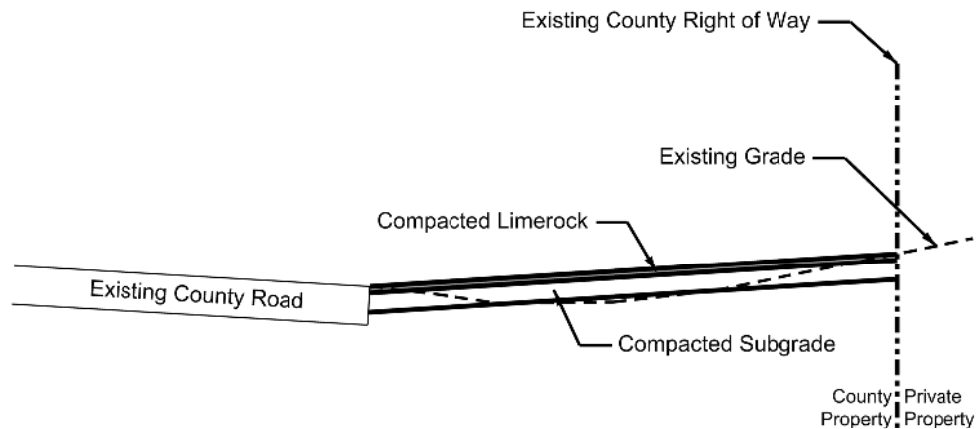 Existing County Right of Way
Existing Grade
Compacted Limerock
Existing County Road
Compacted Subgrade
County Private
Property Property